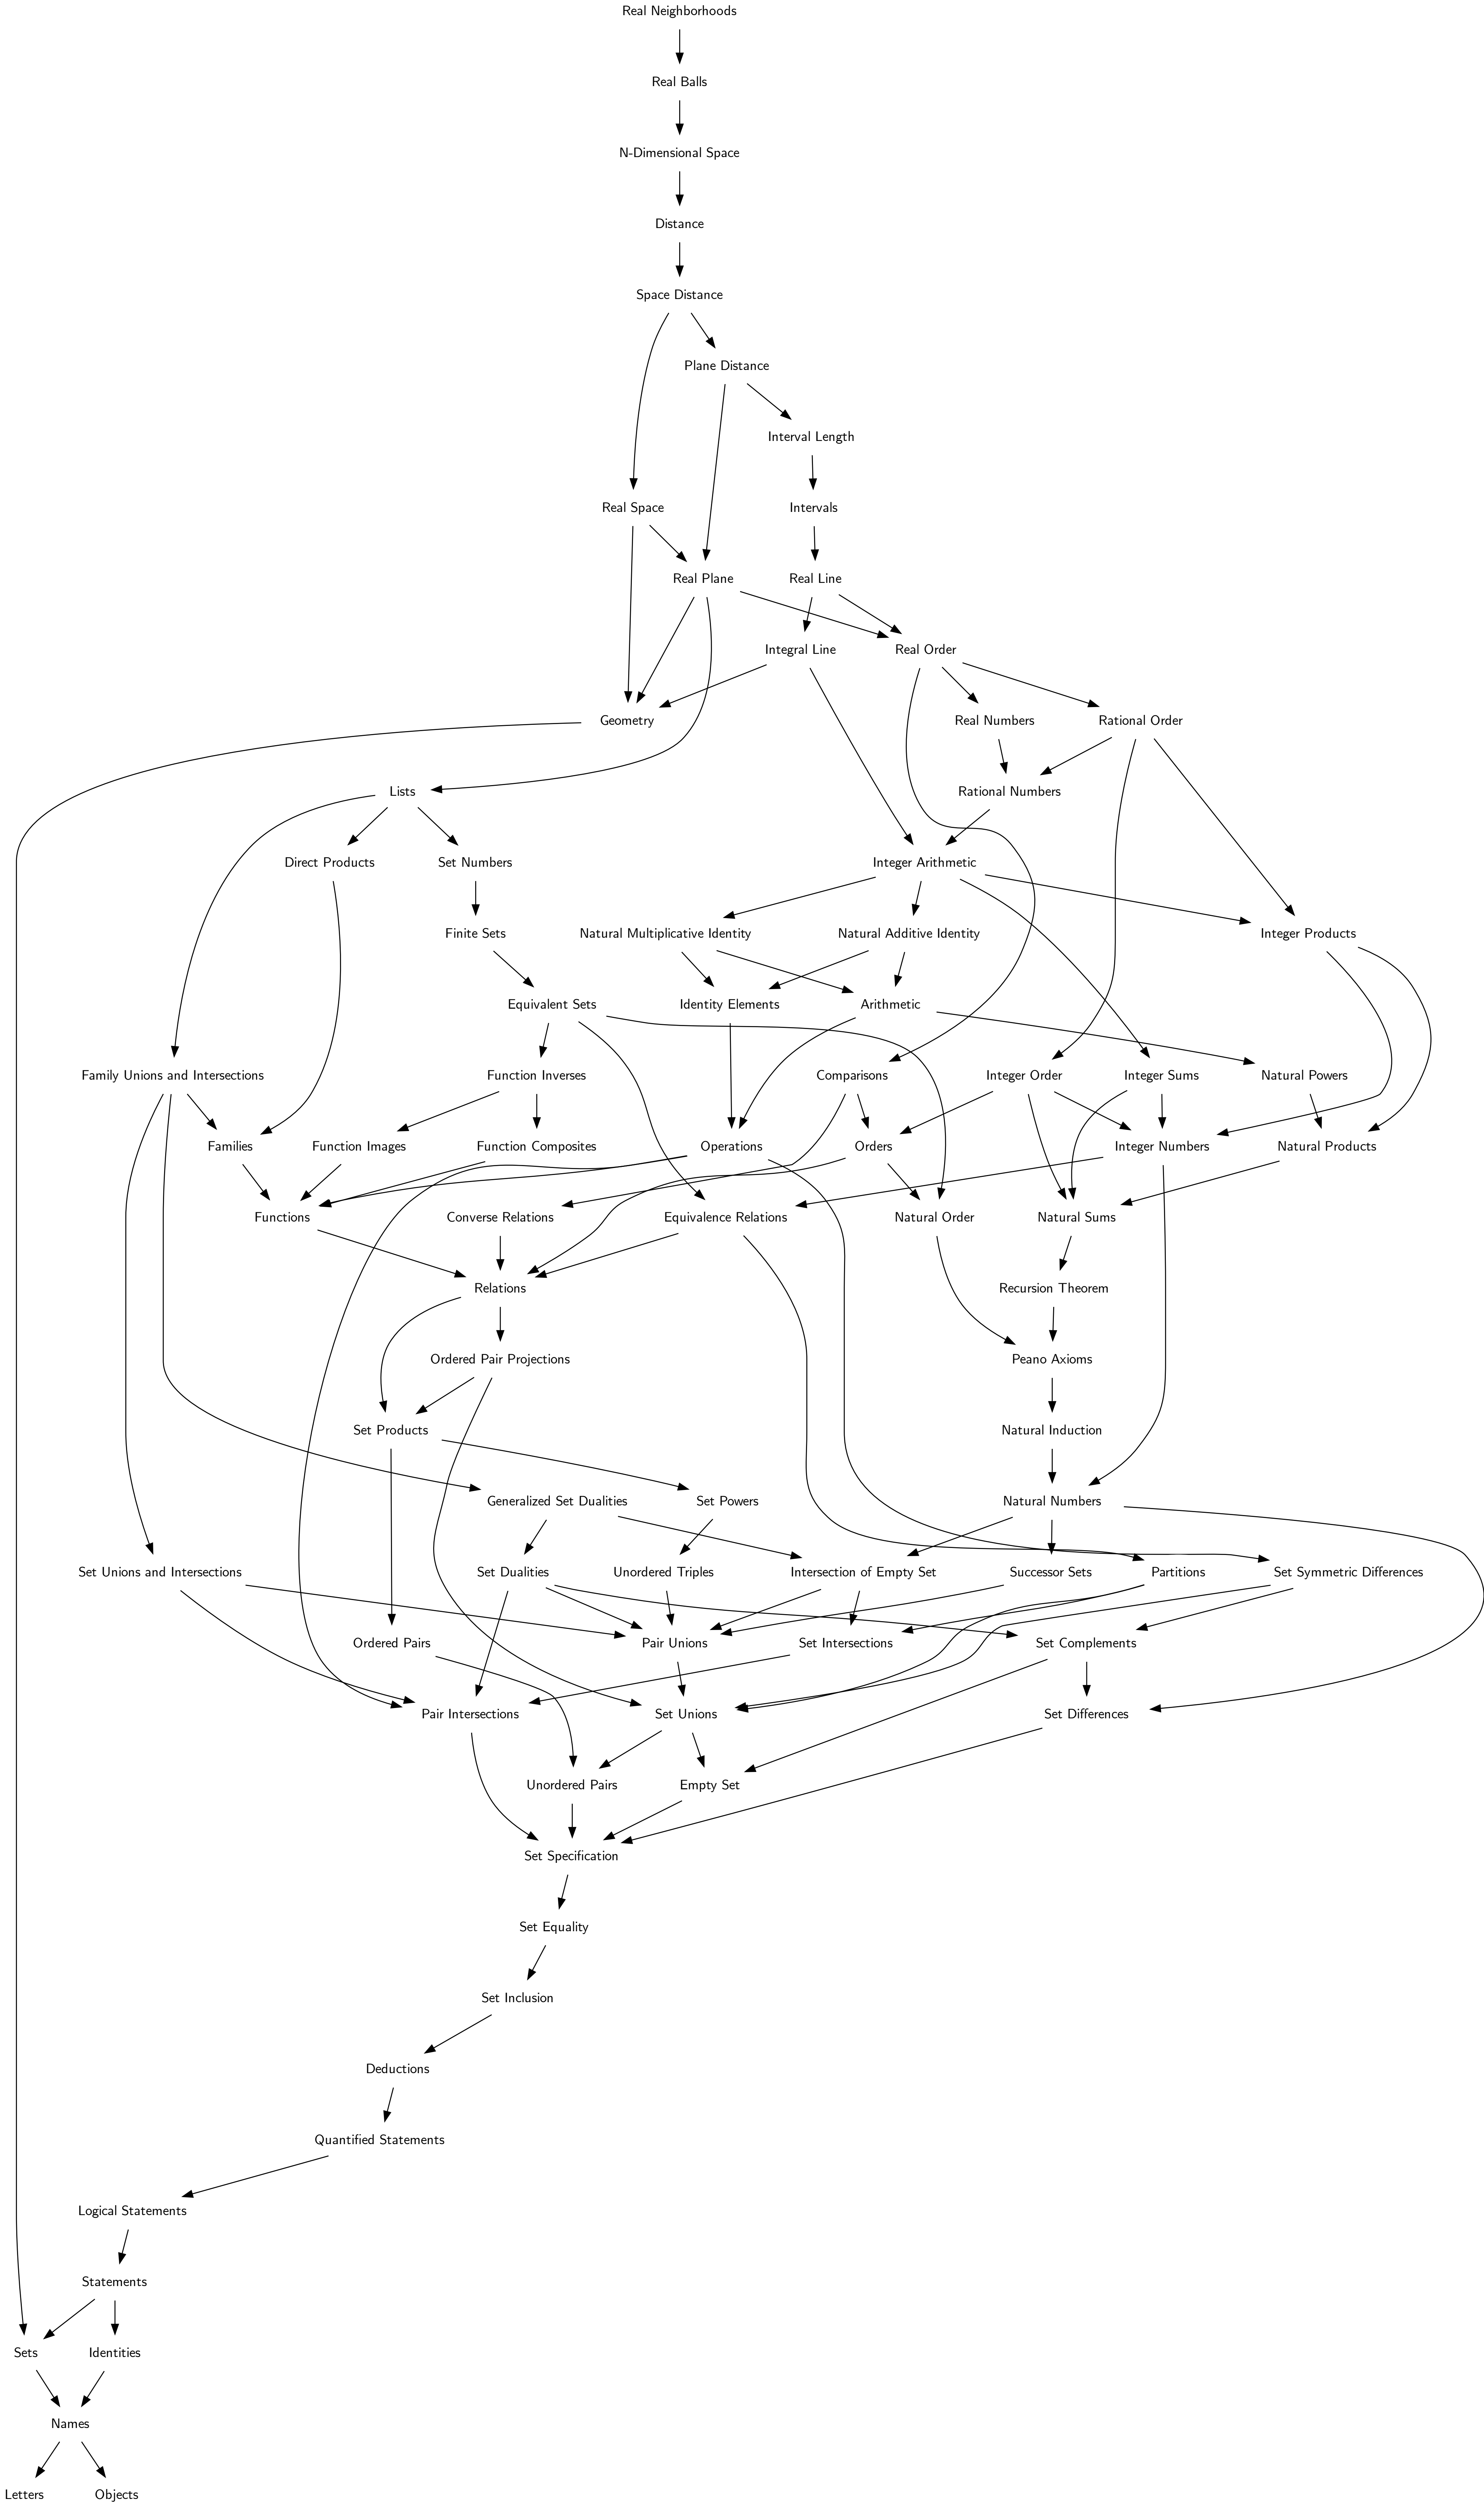 Real Neighborhoods
Real Balls
N-Dimensional Space
Distance
Space Distance
Plane Distance
Interval Length
Real Space
Intervals
Real Plane
Real Line
Integral Line
Real Order
Geometry
Real Numbers
Rational Order
Lists
Rational Numbers
Direct Products
Set Numbers
Integer Arithmetic
Finite Sets
Natural Multiplicative Identity
Natural Additive Identity
Integer Products
Equivalent Sets
Identity Elements
Arithmetic
Family Unions and Intersections
Function Inverses
Comparisons
Integer Order
Integer Sums
Natural Powers
Families
Function Images
Function Composites
Operations
Orders
Integer Numbers
Natural Products
Functions
Converse Relations
Equivalence Relations
Natural Order
Natural Sums
Relations
Recursion Theorem
Ordered Pair Projections
Peano Axioms
Set Products
Natural Induction
Generalized Set Dualities
Set Powers
Natural Numbers
Set Unions and Intersections
Set Dualities
Unordered Triples
Intersection of Empty Set
Successor Sets
Partitions
Set Symmetric Differences
Ordered Pairs
Pair Unions
Set Intersections
Set Complements
Pair Intersections
Set Unions
Set Differences
Unordered Pairs
Empty Set
Set Specification
Set Equality
Set Inclusion
Deductions
Quantified Statements
Logical Statements
Statements
Sets
Identities
Names
Letters
Objects